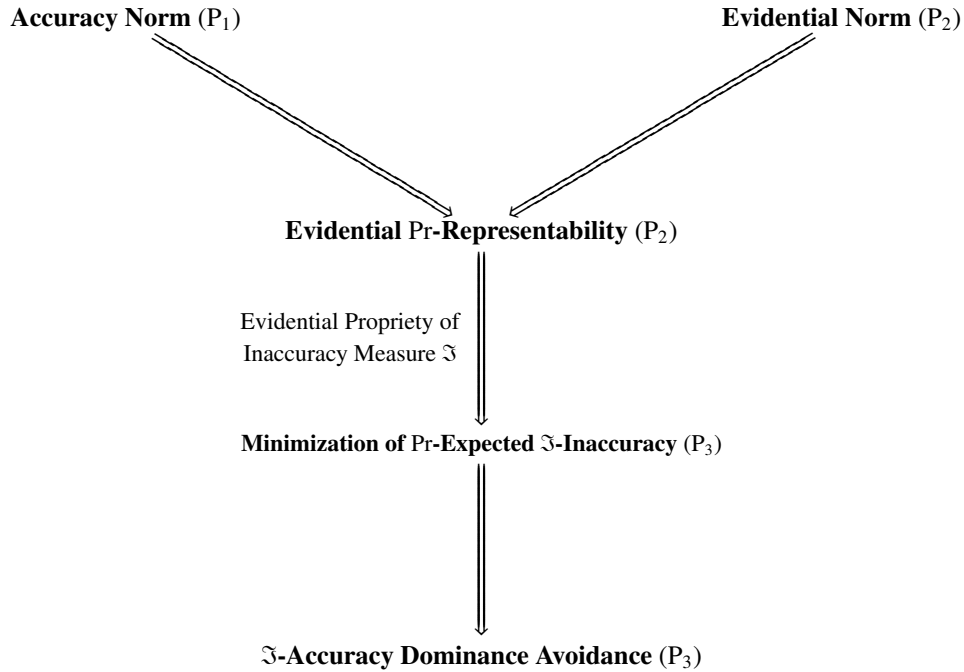 Accuracy Norm (P₁)
Evidential Norm (P₂)
Evidential Pr-Representability (P₂)
Evidential Propriety of
Inaccuracy Measure ℑ
Minimization of Pr-Expected ℑ-Inaccuracy (P₃)
ℑ-Accuracy Dominance Avoidance (P₃)